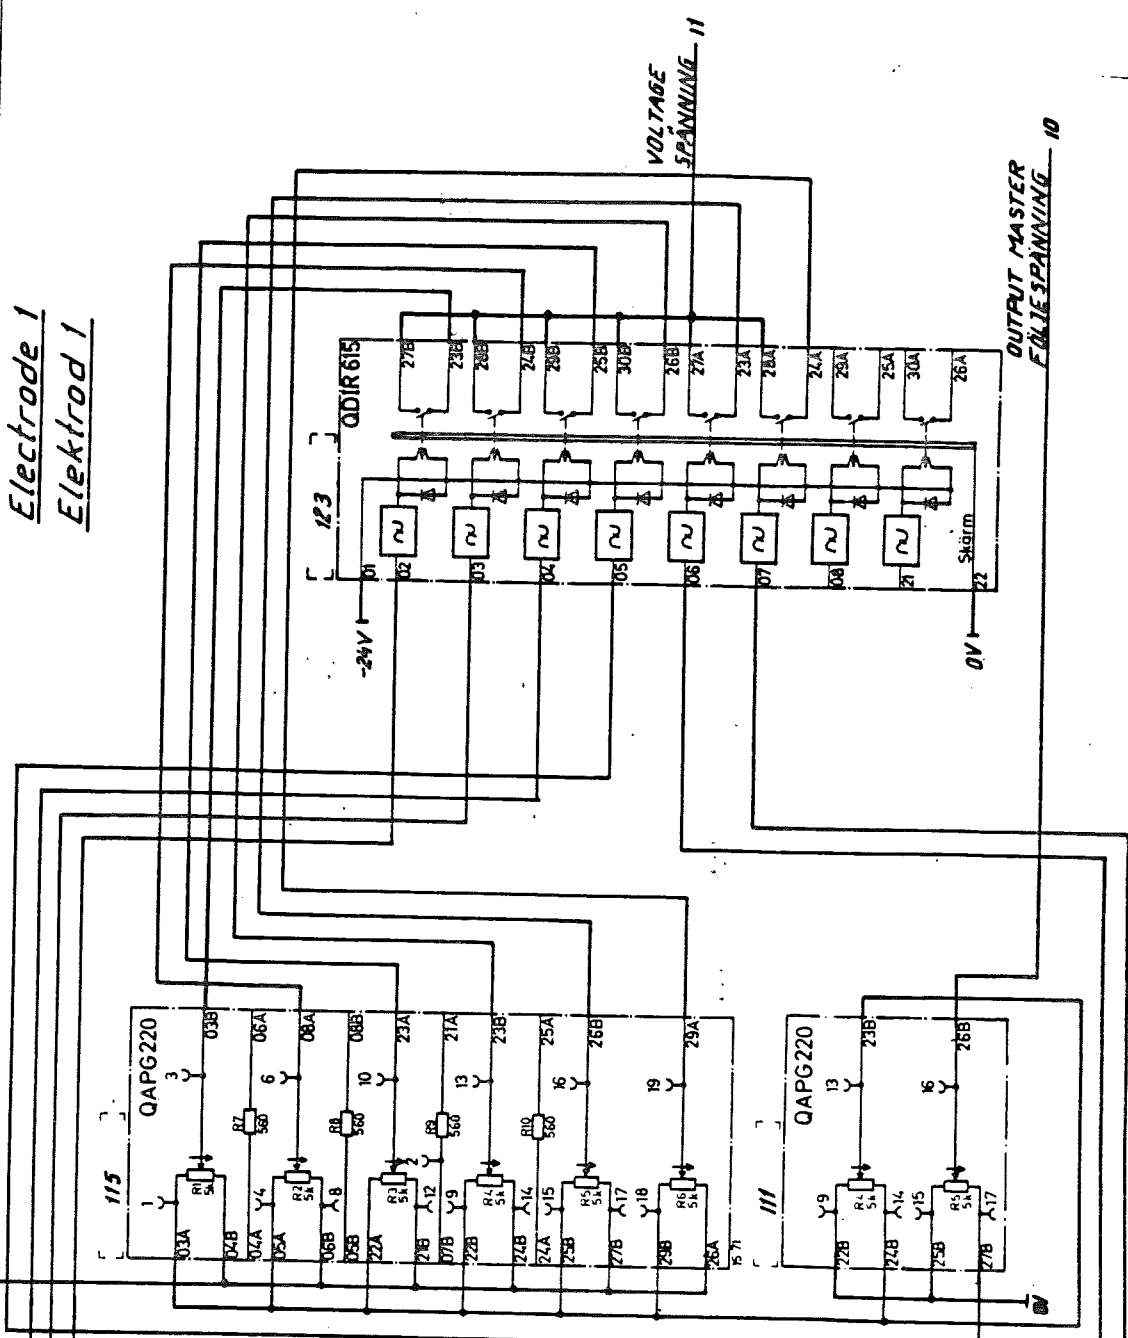 Electrode 1
Elektrod 1
VOLTAGE
SPÄNNING 11
OUTPUT MASTER
FÖLJESPÄNNING 10
123
QDIR 615
-24V
01
02
03
04
05
06
07
08
21
22
Skärm
0V
27B
23B
28B
24B
29B
25B
30B
26B
27A
23A
28A
24A
29A
25A
30A
26A
115
QAPG220
03B
06A
08A
08B
23A
21A
23B
25A
26B
29A
3
6
10
13
16
19
R7
560
R8
560
R9
560
R10
560
R1
5k
R2
5k
R3
5k
R4
5k
R5
5k
R6
5k
1
4
8
2
12
9
14
15
17
18
03A
04B
04A
05A
06B
05B
22A
21B
07B
22B
24B
24A
25B
27B
29B
26A
15 71
111
QAPG220
23B
26B
13
16
R4
5k
R5
5k
9
14
15
17
22B
24B
25B
27B
0V